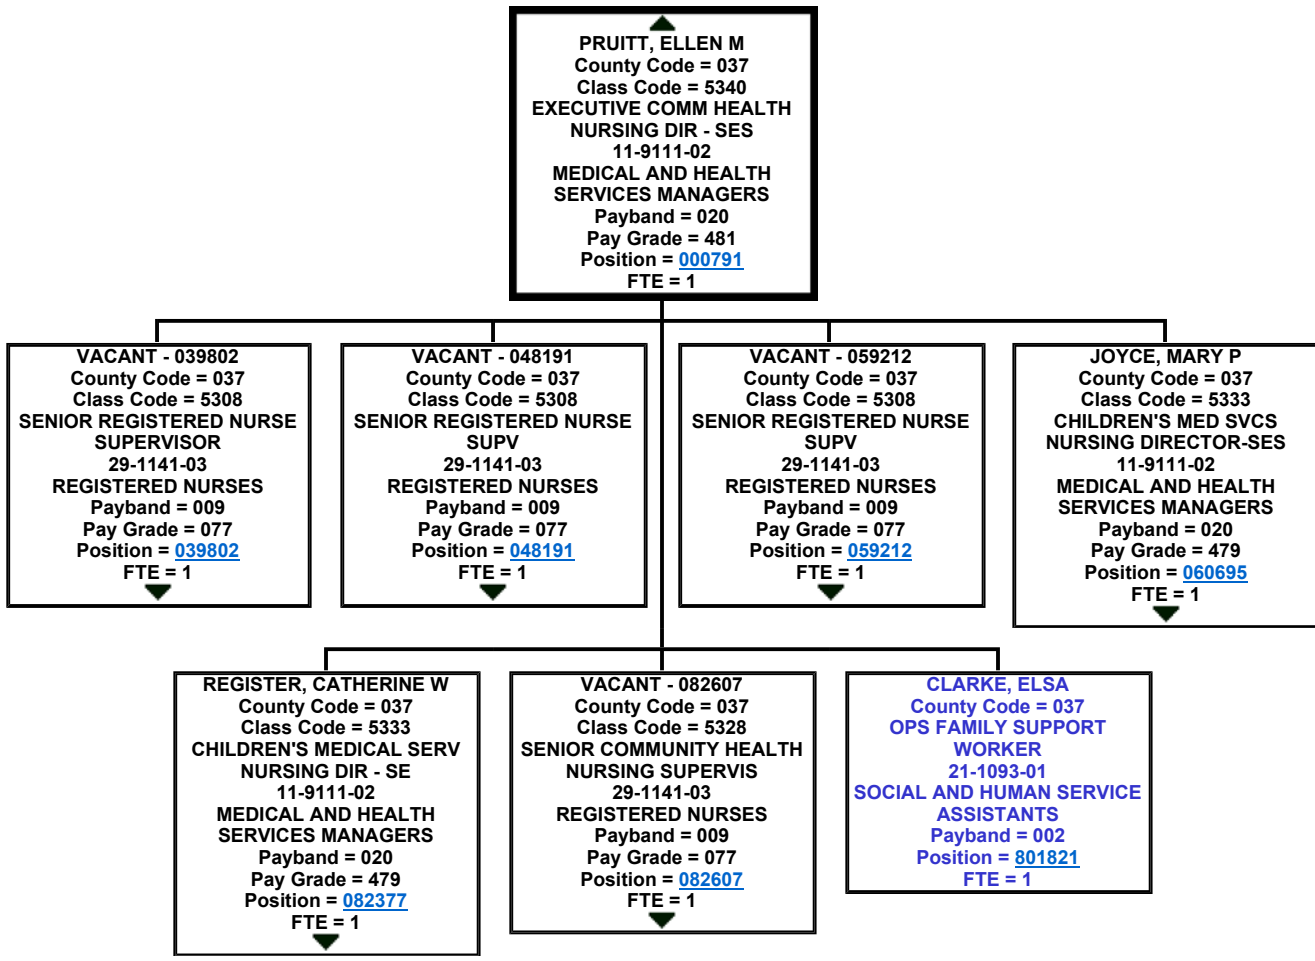 PRUITT, ELLEN M
County Code = 037
Class Code = 5340
EXECUTIVE COMM HEALTH
NURSING DIR - SES
11-9111-02
MEDICAL AND HEALTH
SERVICES MANAGERS
Payband = 020
Pay Grade = 481
Position = 000791
FTE = 1
VACANT - 039802
County Code = 037
Class Code = 5308
SENIOR REGISTERED NURSE
SUPERVISOR
29-1141-03
REGISTERED NURSES
Payband = 009
Pay Grade = 077
Position = 039802
FTE = 1
VACANT - 048191
County Code = 037
Class Code = 5308
SENIOR REGISTERED NURSE
SUPV
29-1141-03
REGISTERED NURSES
Payband = 009
Pay Grade = 077
Position = 048191
FTE = 1
VACANT - 059212
County Code = 037
Class Code = 5308
SENIOR REGISTERED NURSE
SUPV
29-1141-03
REGISTERED NURSES
Payband = 009
Pay Grade = 077
Position = 059212
FTE = 1
JOYCE, MARY P
County Code = 037
Class Code = 5333
CHILDREN'S MED SVCS
NURSING DIRECTOR-SES
11-9111-02
MEDICAL AND HEALTH
SERVICES MANAGERS
Payband = 020
Pay Grade = 479
Position = 060695
FTE = 1
REGISTER, CATHERINE W
County Code = 037
Class Code = 5333
CHILDREN'S MEDICAL SERV
NURSING DIR - SE
11-9111-02
MEDICAL AND HEALTH
SERVICES MANAGERS
Payband = 020
Pay Grade = 479
Position = 082377
FTE = 1
VACANT - 082607
County Code = 037
Class Code = 5328
SENIOR COMMUNITY HEALTH
NURSING SUPERVIS
29-1141-03
REGISTERED NURSES
Payband = 009
Pay Grade = 077
Position = 082607
FTE = 1
CLARKE, ELSA
County Code = 037
OPS FAMILY SUPPORT
WORKER
21-1093-01
SOCIAL AND HUMAN SERVICE
ASSISTANTS
Payband = 002
Position = 801821
FTE = 1